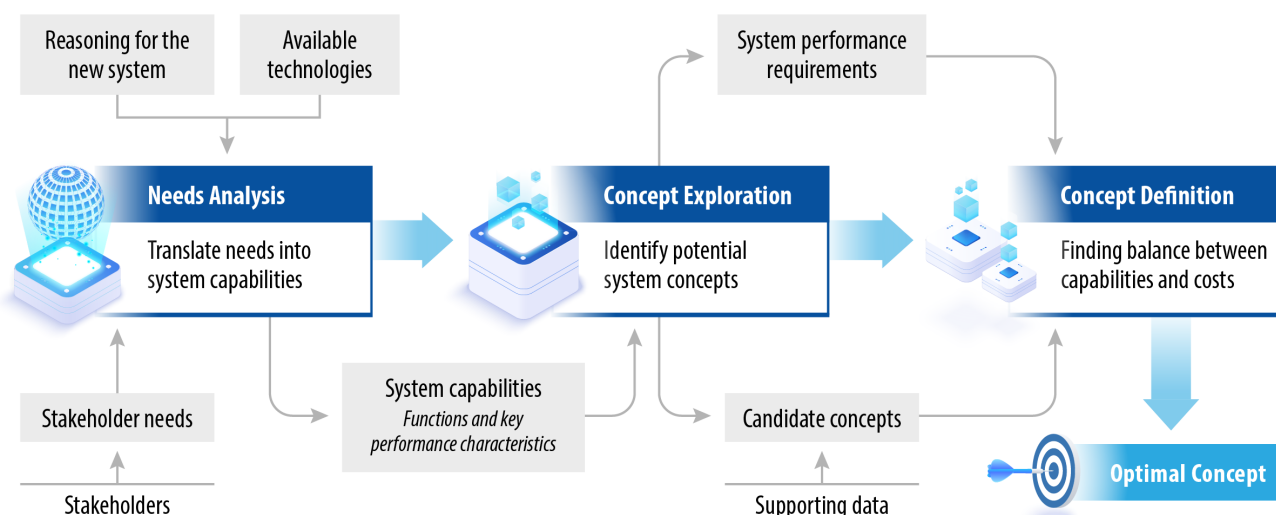 Reasoning for the
new system
Available
technologies
System performance
requirements
Needs Analysis
Translate needs into
system capabilities
Concept Exploration
Identify potential
system concepts
Concept Definition
Finding balance between
capabilities and costs
Stakeholder needs
System capabilities
Functions and key
performance characteristics
Candidate concepts
Optimal Concept
Stakeholders
Supporting data